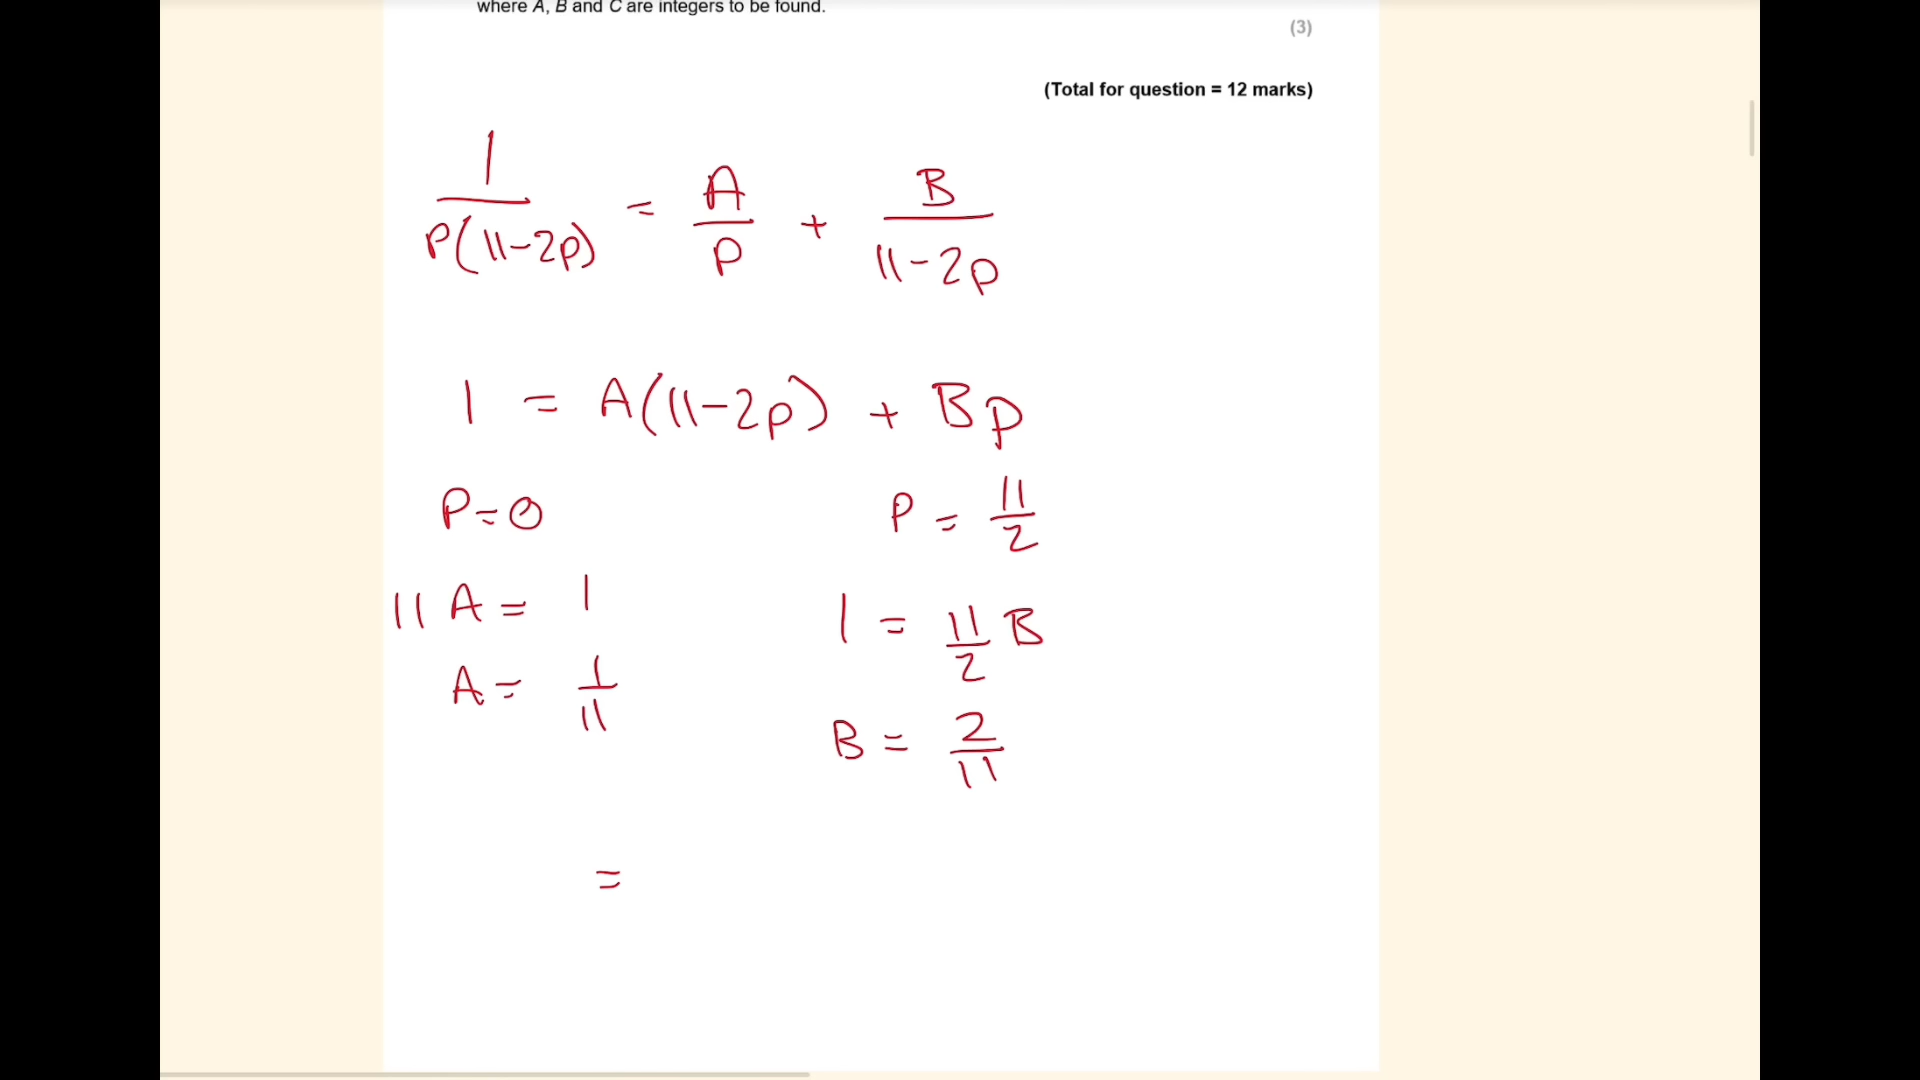 where A, B and C are integers to be found.
(3)
(Total for question = 12 marks)
1/P(11-2p) = A/P + B/11-2p
1 = A(11-2p) + Bp
P=0
P = 11/2
11A = 1
1 = 11/2 B
A = 1/11
B = 2/11
=